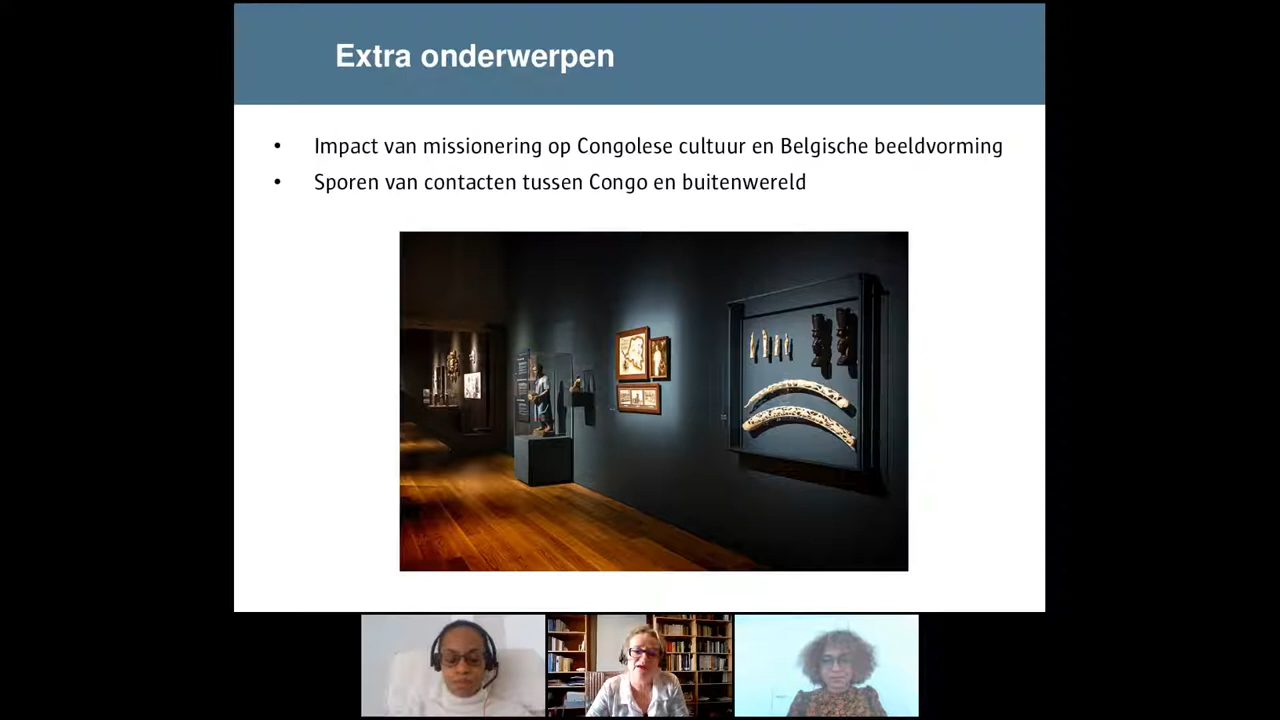 Extra onderwerpen
• Impact van missionering op Congolese cultuur en Belgische beeldvorming
• Sporen van contacten tussen Congo en buitenwereld